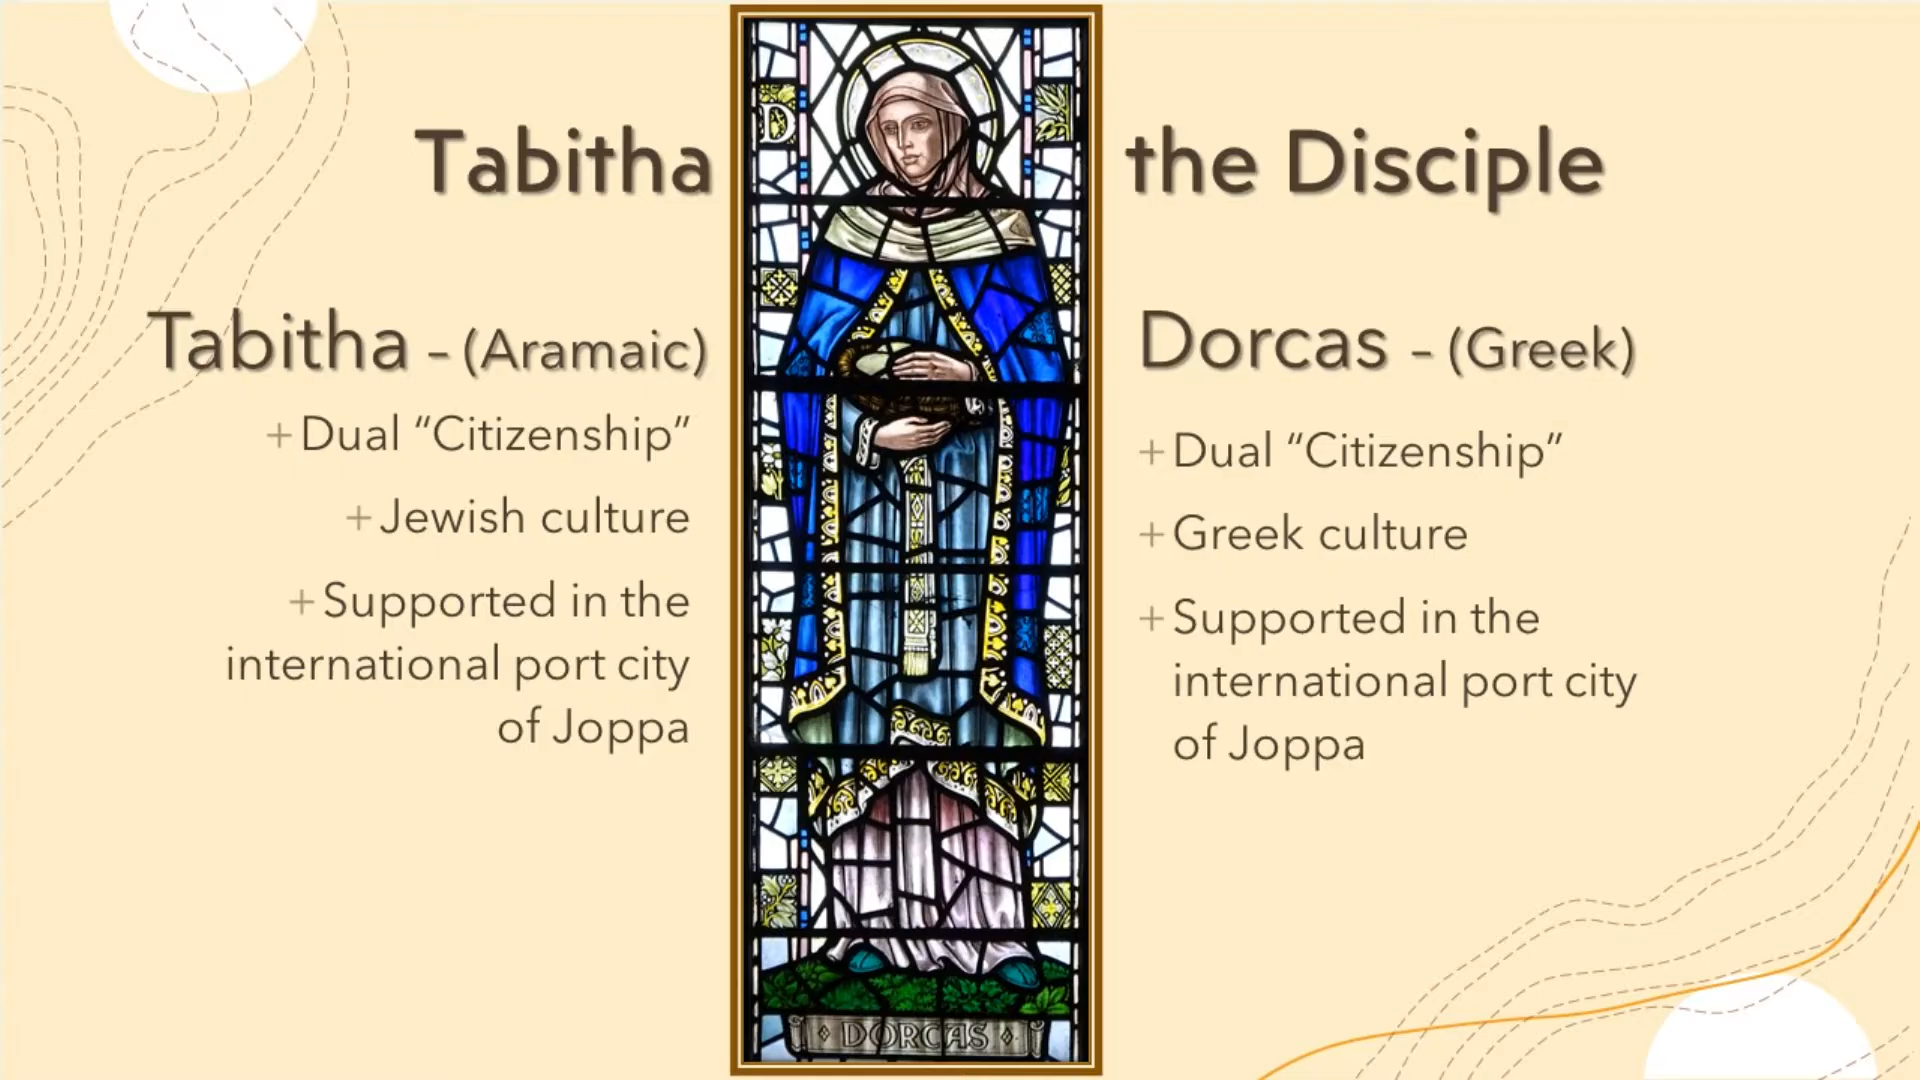 Tabitha the Disciple
Tabitha – (Aramaic)
+ Dual “Citizenship”
+ Jewish culture
+ Supported in the
international port city
of Joppa
D
DORCAS
Dorcas – (Greek)
+ Dual “Citizenship”
+ Greek culture
+ Supported in the
international port city
of Joppa